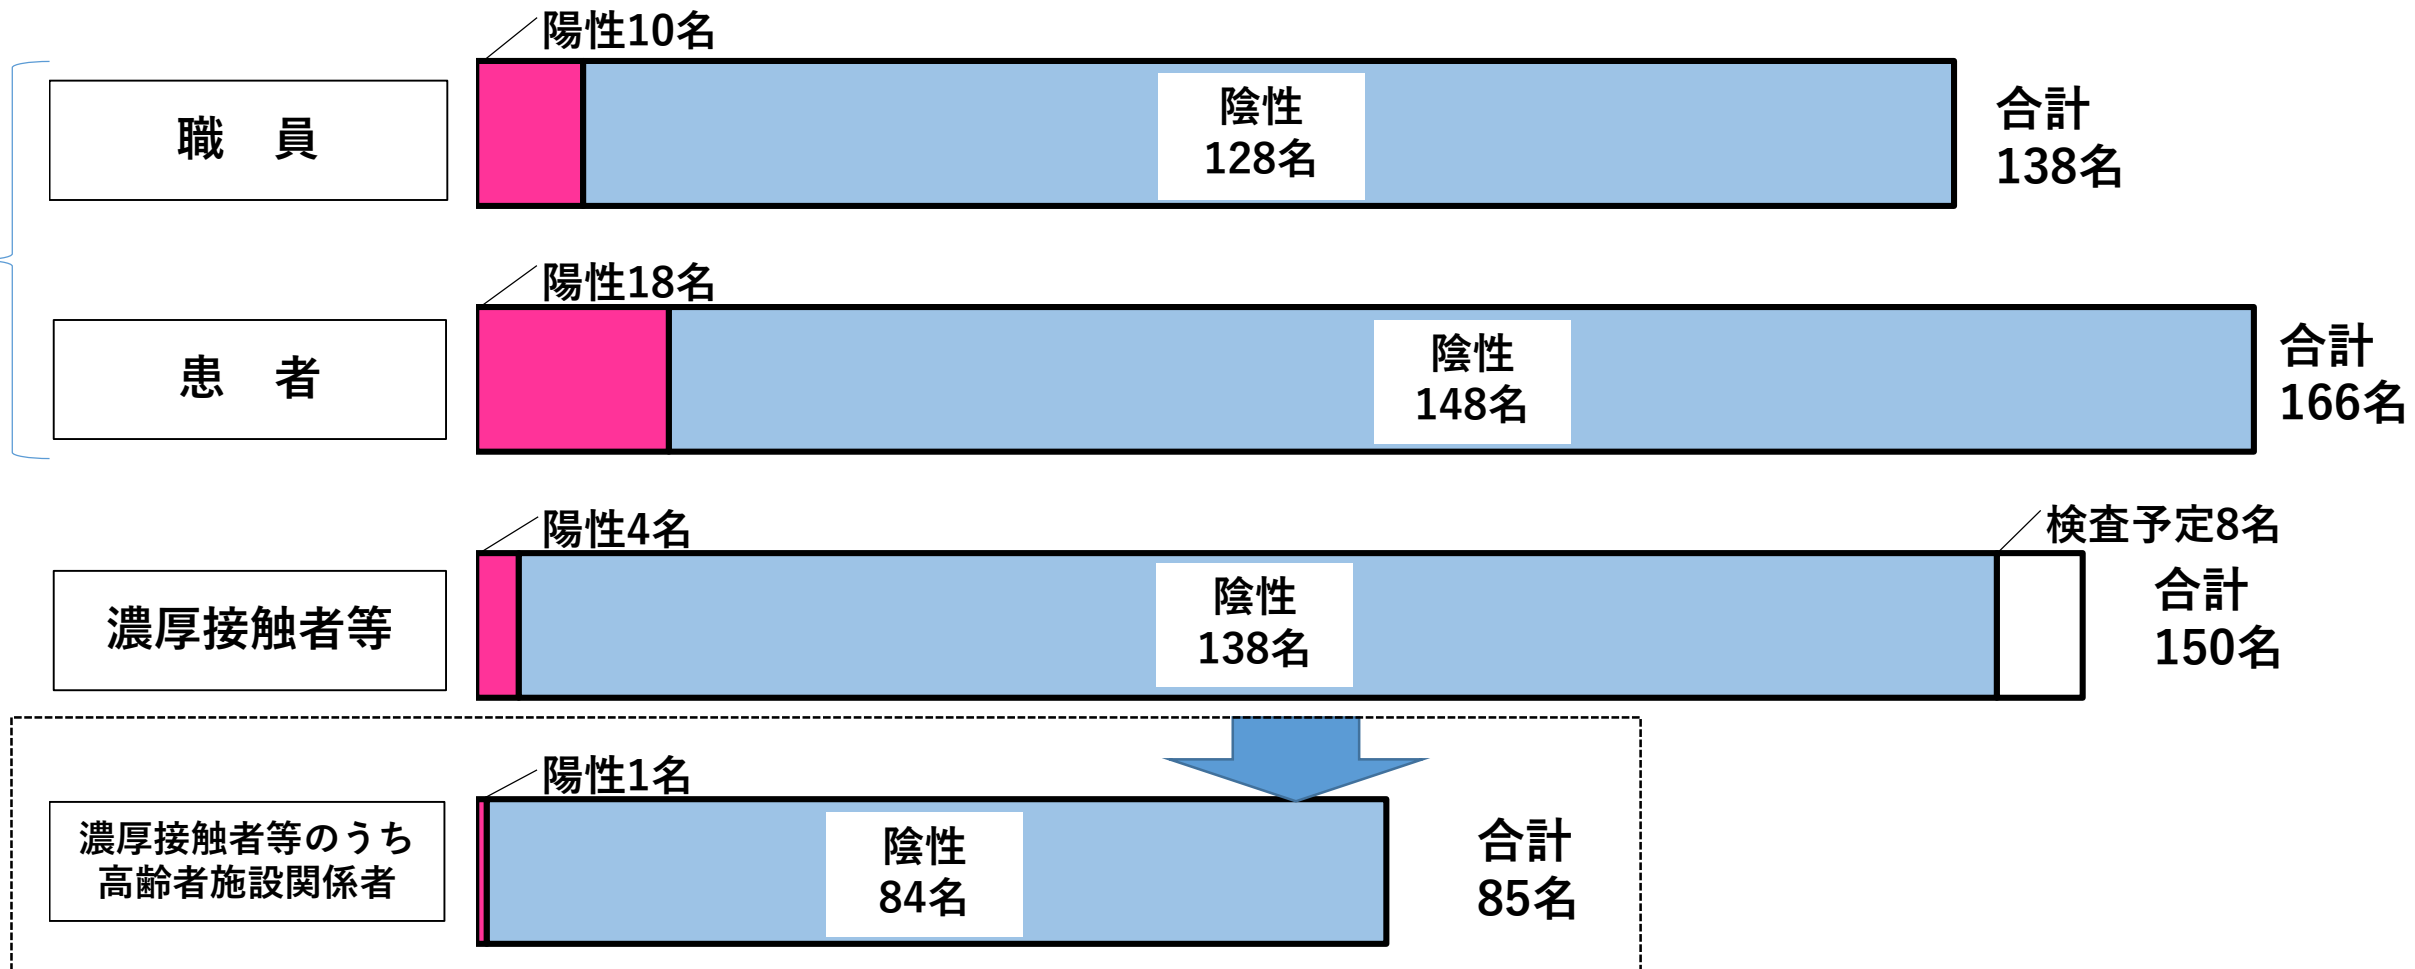 陽性10名
職　員
陰性
128名
合計
138名
陽性18名
患　者
陰性
148名
合計
166名
陽性4名
検査予定8名
濃厚接触者等
陰性
138名
合計
150名
陽性1名
濃厚接触者等のうち
高齢者施設関係者
陰性
84名
合計
85名